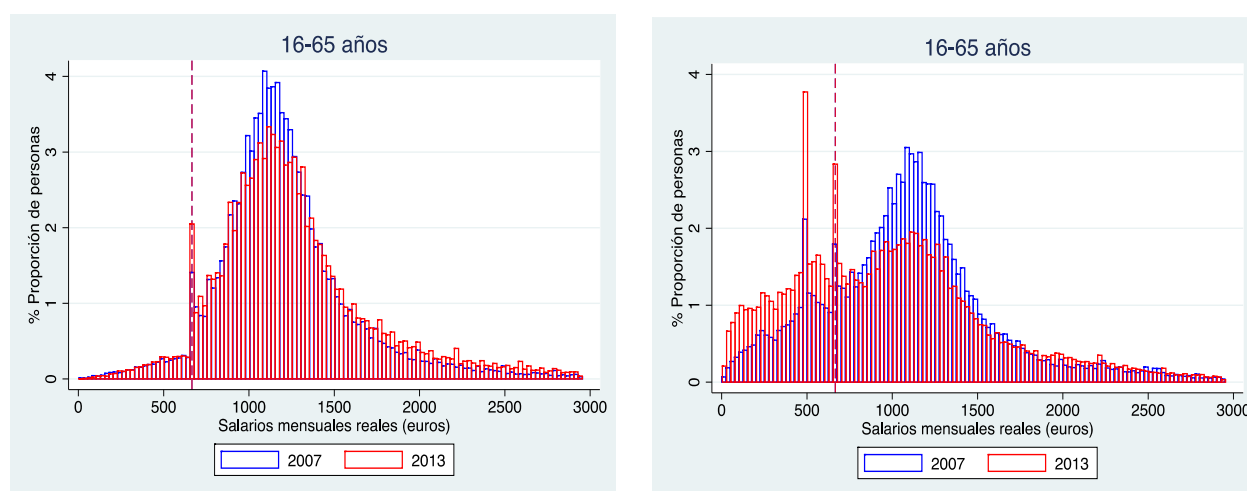 16-65 años
% Proporción de personas
4
3
2
1
0
0 500 1000 1500 2000 2500 3000
Salarios mensuales reales (euros)
2007 2013
16-65 años
% Proporción de personas
4
3
2
1
0
0 500 1000 1500 2000 2500 3000
Salarios mensuales reales (euros)
2007 2013